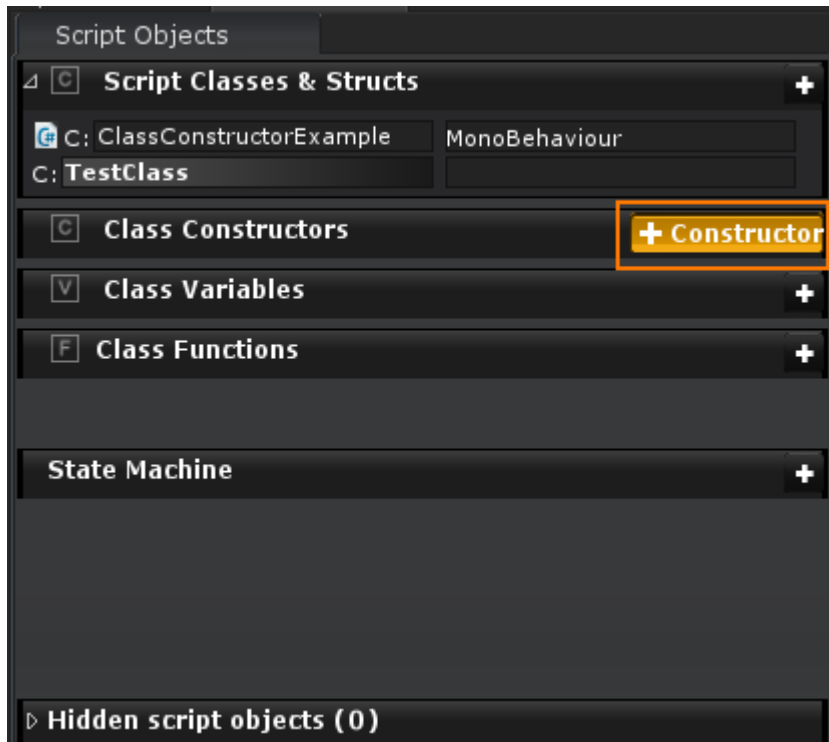 Script Objects
C Script Classes & Structs +
C# C: ClassConstructorExample MonoBehaviour
C: TestClass
C Class Constructors + Constructor
V Class Variables +
F Class Functions +
State Machine +
Hidden script objects (0)